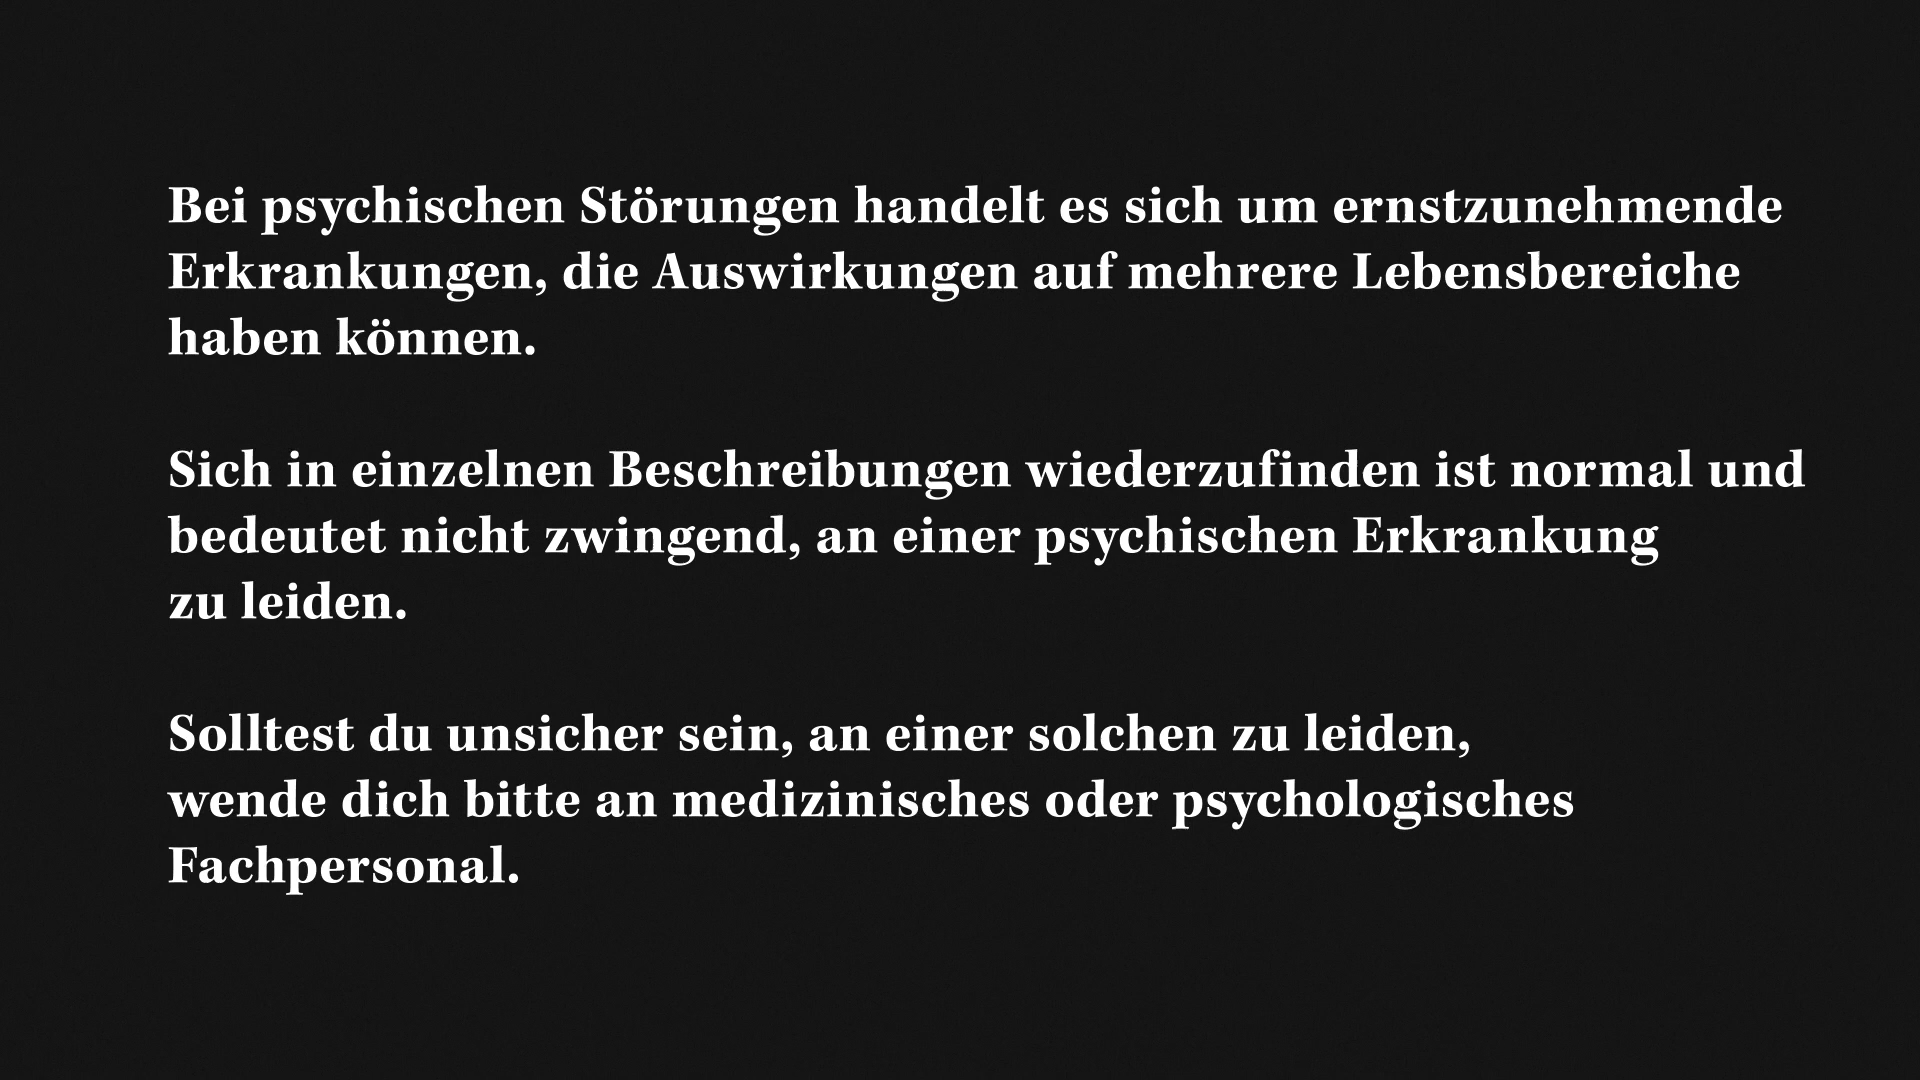 Bei psychischen Störungen handelt es sich um ernstzunehmende
Erkrankungen, die Auswirkungen auf mehrere Lebensbereiche
haben können.
Sich in einzelnen Beschreibungen wiederzufinden ist normal und
bedeutet nicht zwingend, an einer psychischen Erkrankung
zu leiden.
Solltest du unsicher sein, an einer solchen zu leiden,
wende dich bitte an medizinisches oder psychologisches
Fachpersonal.